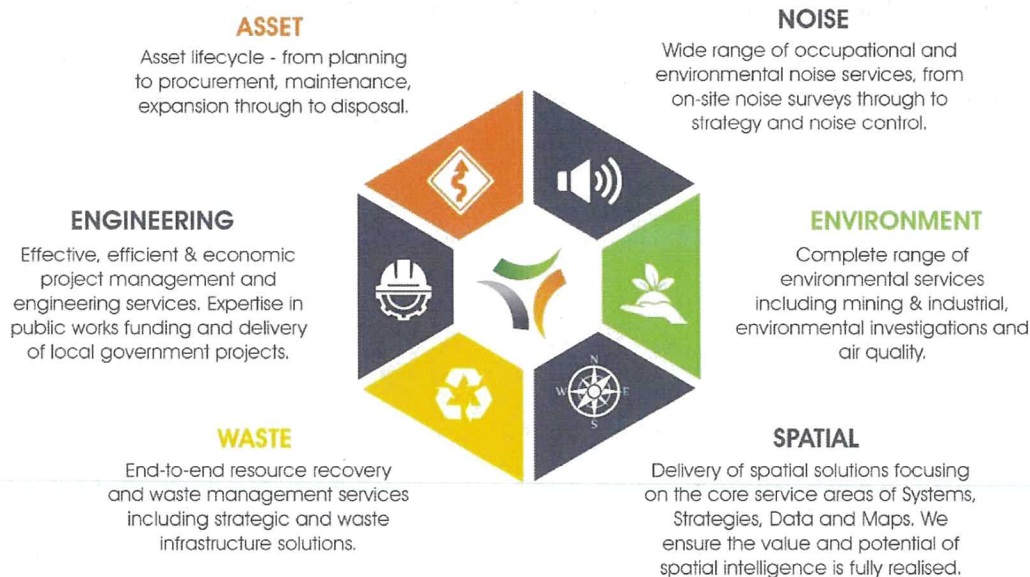 ASSET
Asset lifecycle - from planning
to procurement, maintenance,
expansion through to disposal.
NOISE
Wide range of occupational and
environmental noise services, from
on-site noise surveys through to
strategy and noise control.
ENGINEERING
Effective, efficient & economic
project management and
engineering services. Expertise in
public works funding and delivery
of local government projects.
ENVIRONMENT
Complete range of
environmental services
including mining & industrial,
environmental investigations and
air quality.
N
W E
S
WASTE
End-to-end resource recovery
and waste management services
including strategic and waste
infrastructure solutions.
SPATIAL
Delivery of spatial solutions focusing
on the core service areas of Systems,
Strategies, Data and Maps. We
ensure the value and potential of
spatial intelligence is fully realised.